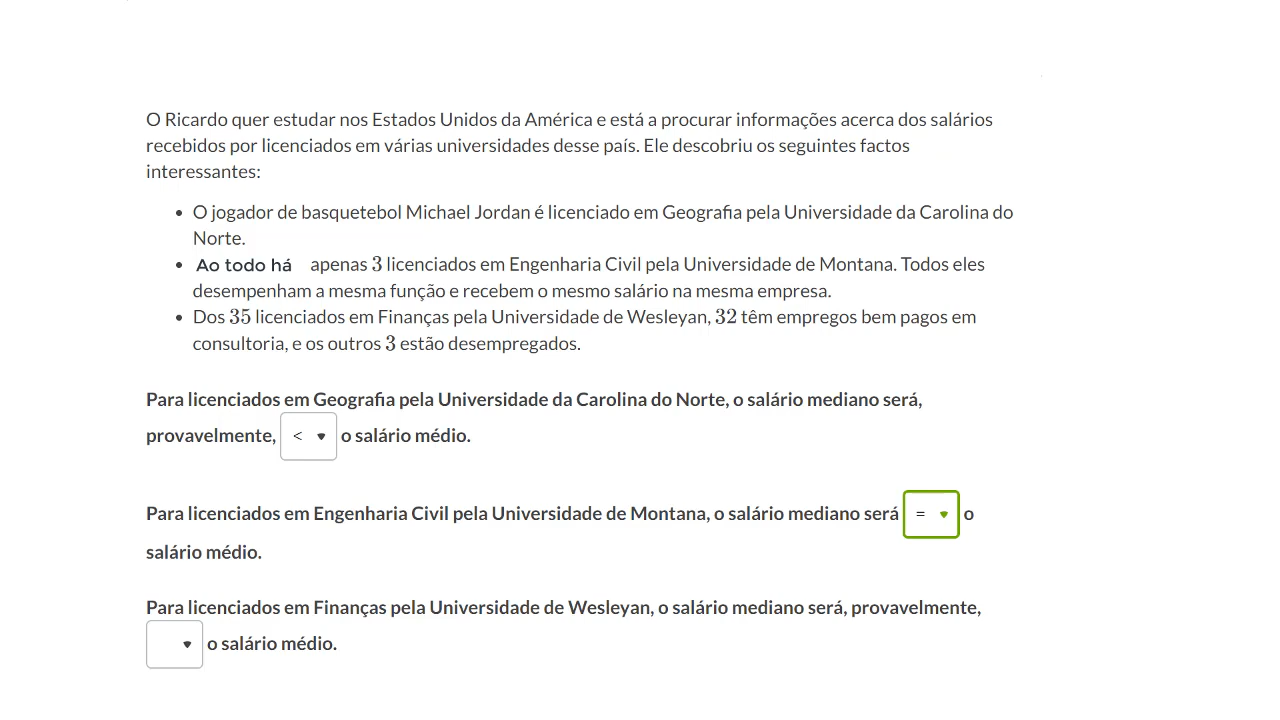 O Ricardo quer estudar nos Estados Unidos da América e está a procurar informações acerca dos salários
recebidos por licenciados em várias universidades desse país. Ele descobriu os seguintes factos
interessantes:
• O jogador de basquetebol Michael Jordan é licenciado em Geografia pela Universidade da Carolina do
Norte.
• Ao todo há apenas 3 licenciados em Engenharia Civil pela Universidade de Montana. Todos eles
desempenham a mesma função e recebem o mesmo salário na mesma empresa.
• Dos 35 licenciados em Finanças pela Universidade de Wesleyan, 32 têm empregos bem pagos em
consultoria, e os outros 3 estão desempregados.
Para licenciados em Geografia pela Universidade da Carolina do Norte, o salário mediano será,
provavelmente, < o salário médio.
Para licenciados em Engenharia Civil pela Universidade de Montana, o salário mediano será = o
salário médio.
Para licenciados em Finanças pela Universidade de Wesleyan, o salário mediano será, provavelmente,
o salário médio.